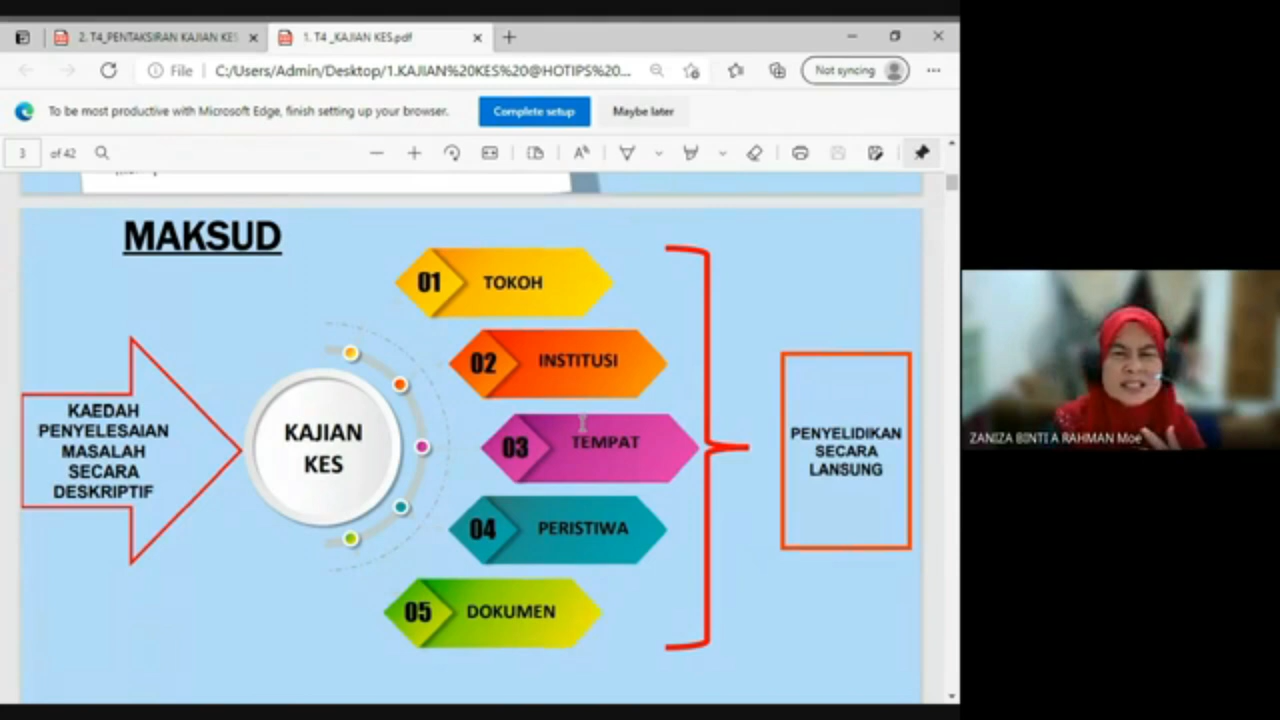 2. T4_PENTAKSIRAN KAJIAN KES
1. T4 _KAJIAN KES.pdf
File
C:/Users/Admin/Desktop/1.KAJIAN%20KES%20@HOTIPS%20...
Not syncing
To be most productive with Microsoft Edge, finish setting up your browser.
Complete setup
Maybe later
3 of 42
MAKSUD
01 TOKOH
02 INSTITUSI
03 TEMPAT
04 PERISTIWA
05 DOKUMEN
KAEDAH
PENYELESAIAN
MASALAH
SECARA
DESKRIPTIF
KAJIAN
KES
PENYELIDIKAN
SECARA
LANSUNG
ZANIZA BINTI A RAHMAN Moe